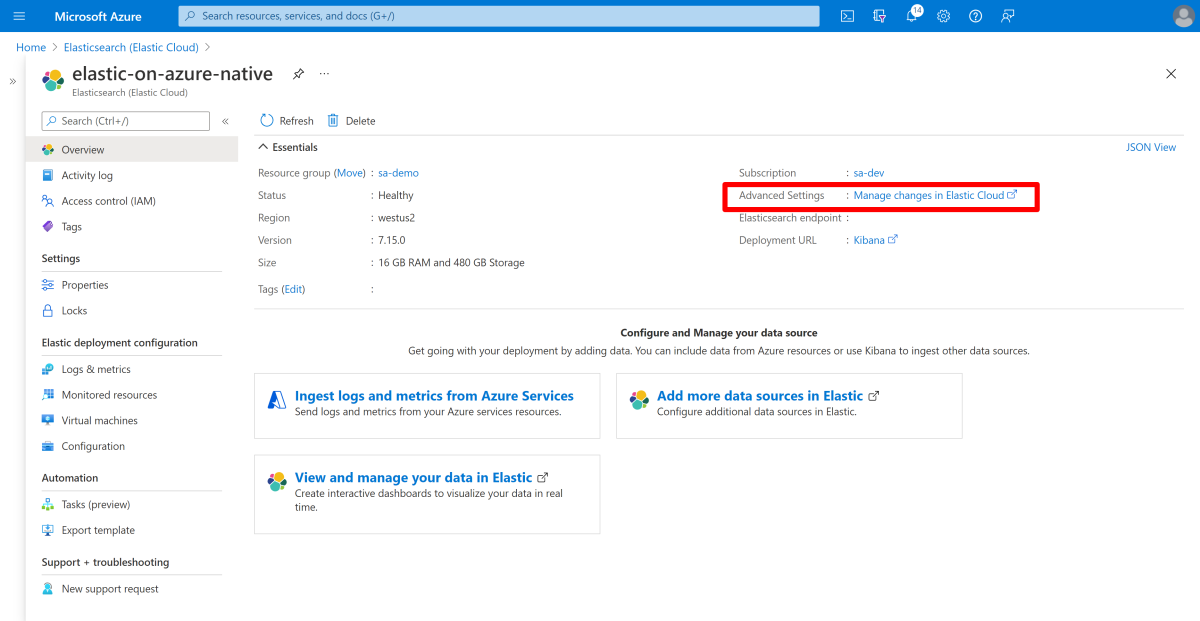 Microsoft Azure
Search resources, services, and docs (G+/)
14
Home > Elasticsearch (Elastic Cloud) >
elastic-on-azure-native
Elasticsearch (Elastic Cloud)
Search (Ctrl+/)
Refresh
Delete
Overview
Activity log
Access control (IAM)
Tags
Settings
Properties
Locks
Elastic deployment configuration
Logs & metrics
Monitored resources
Virtual machines
Configuration
Automation
Tasks (preview)
Export template
Support + troubleshooting
New support request
Essentials
JSON View
Resource group (Move) : sa-demo
Status : Healthy
Region : westus2
Version : 7.15.0
Size : 16 GB RAM and 480 GB Storage
Tags (Edit) :
Subscription : sa-dev
Advanced Settings : Manage changes in Elastic Cloud
Elasticsearch endpoint :
Deployment URL : Kibana
Configure and Manage your data source
Get going with your deployment by adding data. You can include data from Azure resources or use Kibana to ingest other data sources.
Ingest logs and metrics from Azure Services
Send logs and metrics from your Azure services resources.
Add more data sources in Elastic
Configure additional data sources in Elastic.
View and manage your data in Elastic
Create interactive dashboards to visualize your data in real
time.